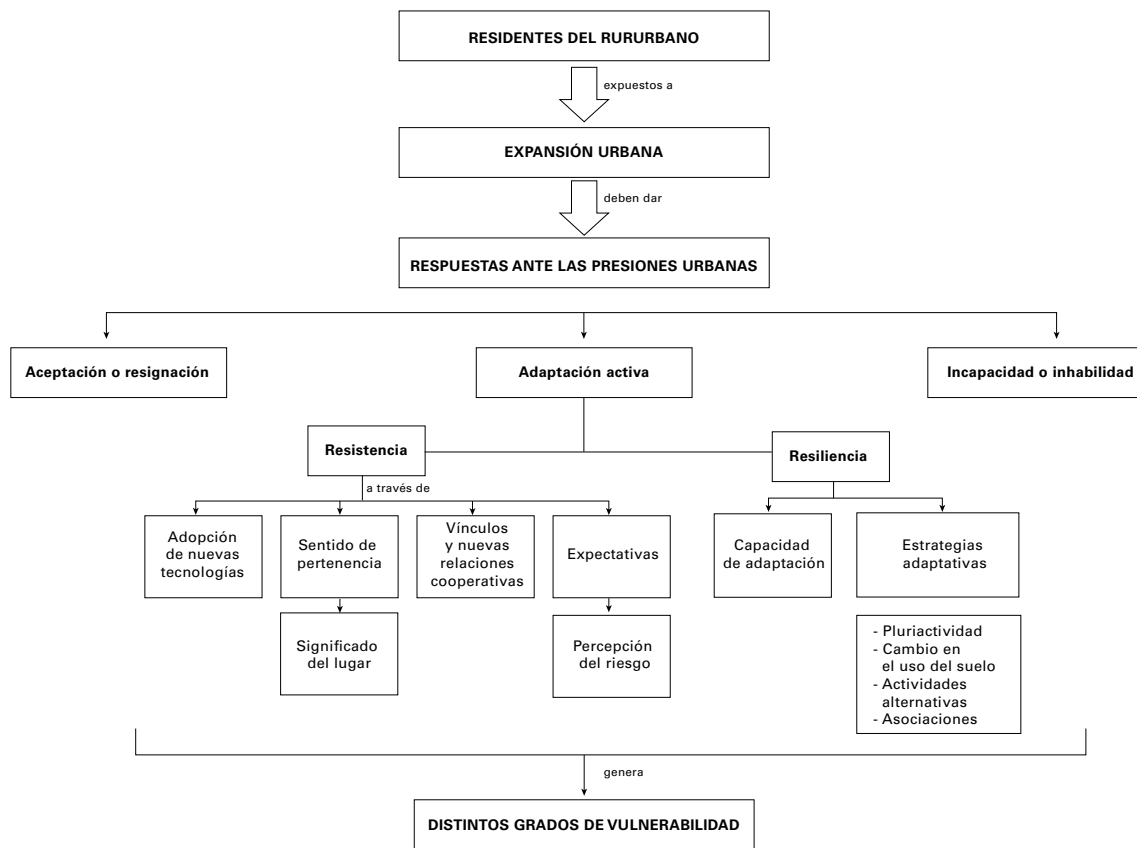 RESIDENTES DEL RURURBANO
expuestos a
EXPANSIÓN URBANA
deben dar
RESPUESTAS ANTE LAS PRESIONES URBANAS
Aceptación o resignación
Adaptación activa
Incapacidad o inhabilidad
Resistencia
Resiliencia
a través de
Adopción
de nuevas
tecnologías
Sentido de
pertenencia
Vínculos
y nuevas
relaciones
cooperativas
Expectativas
Capacidad
de adaptación
Estrategias
adaptativas
Significado
del lugar
Percepción
del riesgo
- Pluriactividad
- Cambio en
el uso del suelo
- Actividades
alternativas
- Asociaciones
genera
DISTINTOS GRADOS DE VULNERABILIDAD